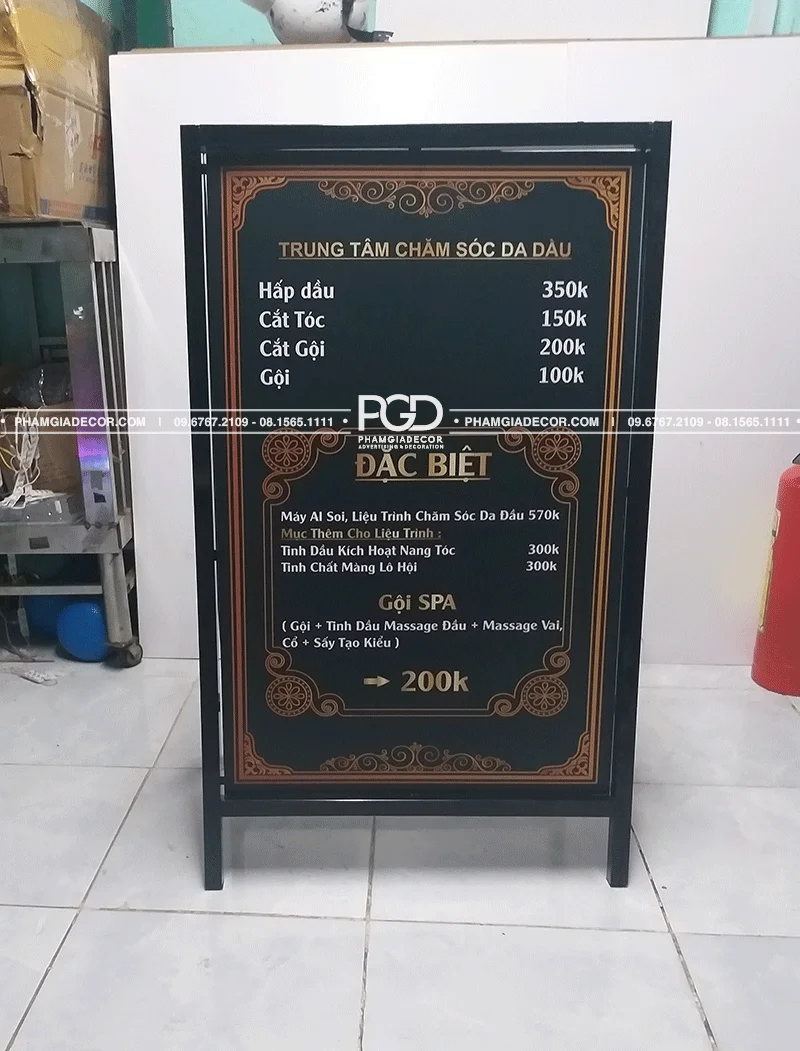 TRUNG TÂM CHĂM SÓC DA DẦU
Hấp dầu 350k
Cắt Tóc 150k
Cắt Gội 200k
Gội 100k
PGD
PHAMGIADECOR.COM | 09.6767.2109 - 08.1565.1111 • PHAMGIADECOR • PHAMGIADECOR.COM | 09.6767.2109 - 08.1565.1111
ADVERTISING & DECORATION
ĐẶC BIỆT
Máy AI Soi, Liệu Trình Chăm Sóc Da Đầu 570k
Mục Thêm Cho Liệu Trình :
Tinh Dầu Kích Hoạt Nang Tóc 300k
Tinh Chất Màng Lô Hội 300k
Gội SPA
( Gội + Tinh Dầu Massage Đầu + Massage Vai,
Cổ + Sấy Tạo Kiểu )
➡ 200k